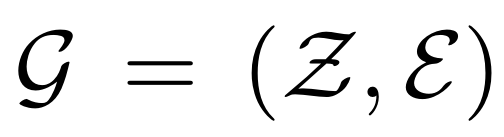 𝒢 = (𝒵, ℰ)